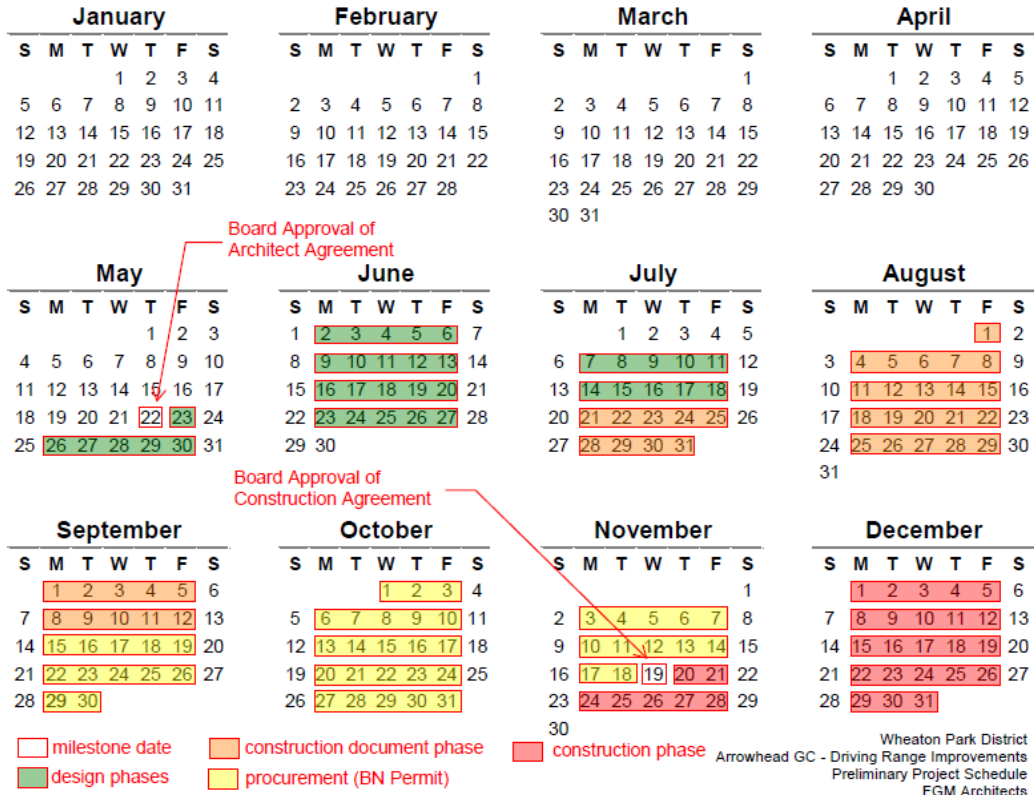 January February March April
S M T W T F S S M T W T F S S M T W T F S S M T W T F S
1 2 3 4 1 1 1 2 3 4 5
5 6 7 8 9 10 11 2 3 4 5 6 7 8 2 3 4 5 6 7 8 6 7 8 9 10 11 12
12 13 14 15 16 17 18 9 10 11 12 13 14 15 9 10 11 12 13 14 15 13 14 15 16 17 18 19
19 20 21 22 23 24 25 16 17 18 19 20 21 22 16 17 18 19 20 21 22 20 21 22 23 24 25 26
26 27 28 29 30 31 23 24 25 26 27 28 23 24 25 26 27 28 29 27 28 29 30
30 31
Board Approval of
Architect Agreement
May June July August
S M T W T F S S M T W T F S S M T W T F S S M T W T F S
1 2 3 1 2 3 4 5 6 7 1 2 3 4 5 1 2
4 5 6 7 8 9 10 8 9 10 11 12 13 14 6 7 8 9 10 11 12 3 4 5 6 7 8 9
11 12 13 14 15 16 17 15 16 17 18 19 20 21 13 14 15 16 17 18 19 10 11 12 13 14 15 16
18 19 20 21 22 23 24 22 23 24 25 26 27 28 20 21 22 23 24 25 26 17 18 19 20 21 22 23
25 26 27 28 29 30 31 29 30 27 28 29 30 31 24 25 26 27 28 29 30
31
Board Approval of
Construction Agreement
September October November December
S M T W T F S S M T W T F S S M T W T F S S M T W T F S
1 2 3 4 5 6 1 2 3 4 1 1 2 3 4 5 6
7 8 9 10 11 12 13 5 6 7 8 9 10 11 2 3 4 5 6 7 8 7 8 9 10 11 12 13
14 15 16 17 18 19 20 12 13 14 15 16 17 18 9 10 11 12 13 14 15 14 15 16 17 18 19 20
21 22 23 24 25 26 27 19 20 21 22 23 24 25 16 17 18 19 20 21 22 21 22 23 24 25 26 27
28 29 30 26 27 28 29 30 31 23 24 25 26 27 28 29 28 29 30 31
30
milestone date construction document phase construction phase
design phases procurement (BN Permit)
Wheaton Park District
Arrowhead GC - Driving Range Improvements
Preliminary Project Schedule
FGM Architects